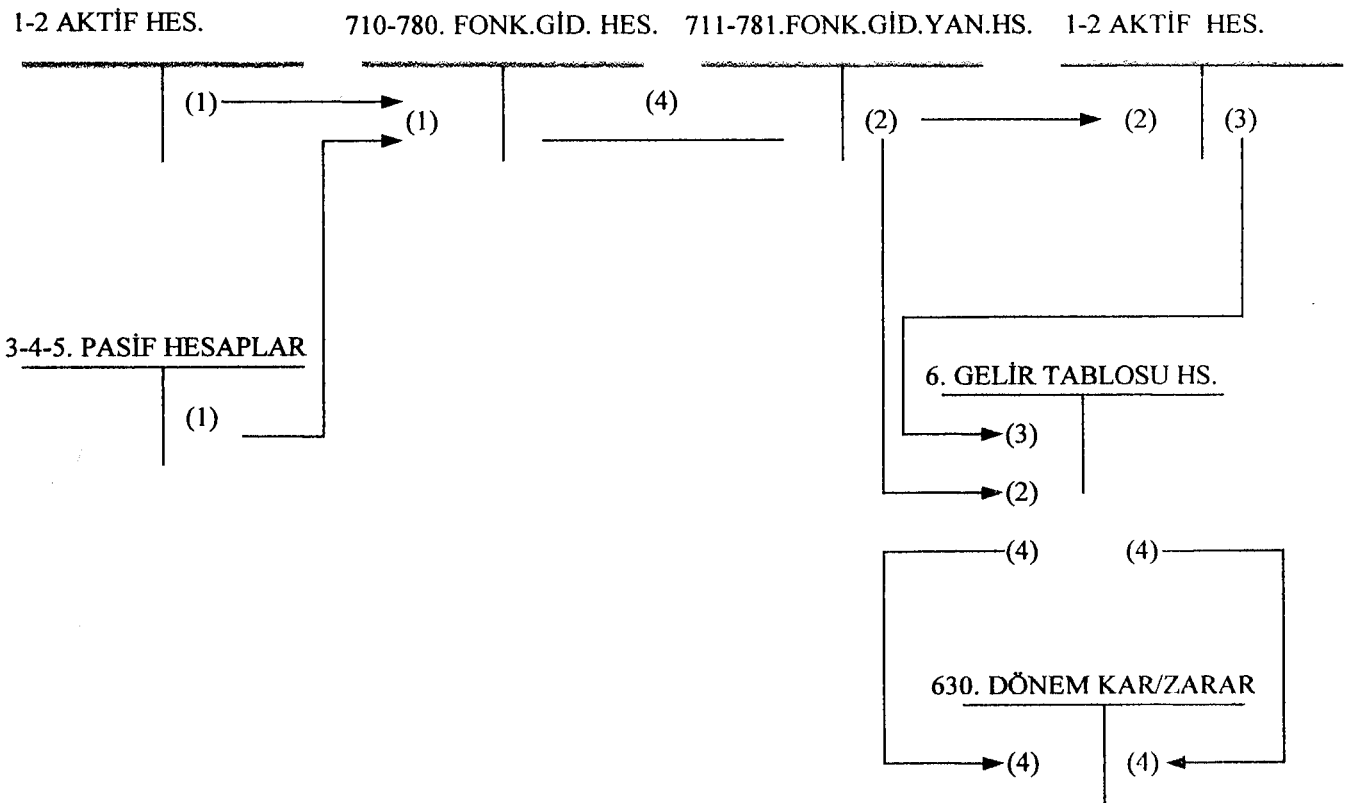 1-2 AKTİF HES. 710-780. FONK.GİD. HES. 711-781.FONK.GİD.YAN.HS. 1-2 AKTİF HES.
(1) (1) (4) (2) (2) (3)
3-4-5. PASİF HESAPLAR
(1)
6. GELİR TABLOSU HS.
(3)
(2)
(4) (4)
630. DÖNEM KAR/ZARAR
(4) (4)